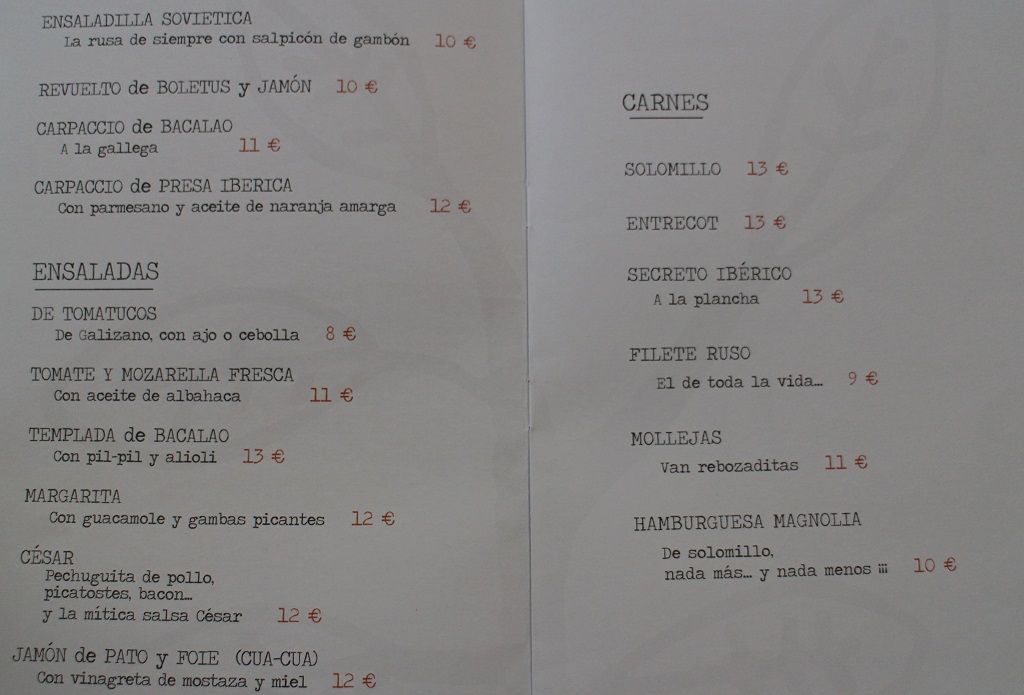 ENSALADILLA SOVIETICA
La rusa de siempre con salpicón de gambón 10 €
REVUELTO de BOLETUS y JAMÓN 10 €
CARPACCIO de BACALAO
A la gallega 11 €
CARPACCIO de PRESA IBERICA
Con parmesano y aceite de naranja amarga 12 €
ENSALADAS
DE TOMATUCOS
De Galizano, con ajo o cebolla 8 €
TOMATE Y MOZARELLA FRESCA
Con aceite de albahaca 11 €
TEMPLADA de BACALAO
Con pil-pil y alioli 13 €
MARGARITA
Con guacamole y gambas picantes 12 €
CÉSAR
Pechuguita de pollo,
picatostes, bacon...
y la mítica salsa César 12 €
JAMÓN de PATO y FOIE (CUA-CUA)
Con vinagreta de mostaza y miel 12 €
CARNES
SOLOMILLO 13 €
ENTRECOT 13 €
SECRETO IBÉRICO
A la plancha 13 €
FILETE RUSO
El de toda la vida... 9 €
MOLLEJAS
Van rebozaditas 11 €
HAMBURGUESA MAGNOLIA
De solomillo,
nada más... y nada menos ¡¡¡ 10 €